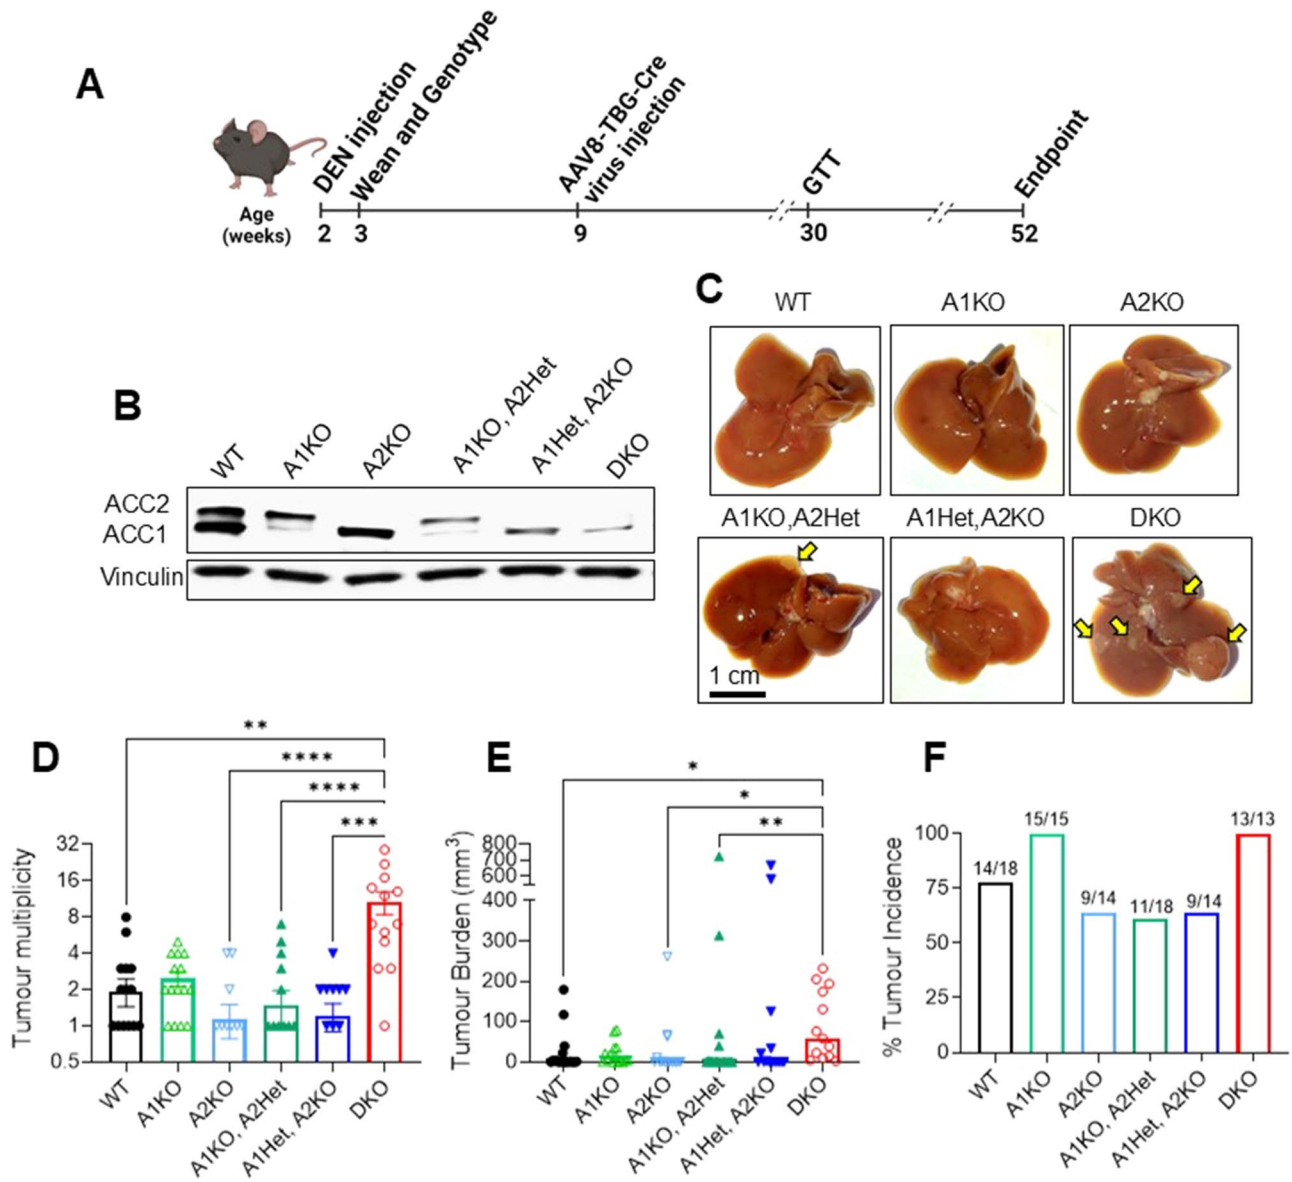 A
DEN injection
Wean and Genotype
AAV8-TBG-Cre
virus injection
GTT
Endpoint
Age
(weeks)
2
3
9
30
52
B
WT
A1KO
A2KO
A1KO, A2Het
A1Het, A2KO
DKO
ACC2
ACC1
Vinculin
C
WT
A1KO
A2KO
A1KO,A2Het
A1Het,A2KO
DKO
1 cm
D
**
****
****
***
Tumour multiplicity
32
16
8
4
2
1
0.5
WT
A1KO
A2KO
A1KO, A2Het
A1Het, A2KO
DKO
E
*
*
**
Tumour Burden (mm³)
800
700
600
400
300
200
100
0
WT
A1KO
A2KO
A1KO, A2Het
A1Het, A2KO
DKO
F
% Tumour Incidence
100
75
50
25
0
14/18
15/15
9/14
11/18
9/14
13/13
WT
A1KO
A2KO
A1KO, A2Het
A1Het, A2KO
DKO